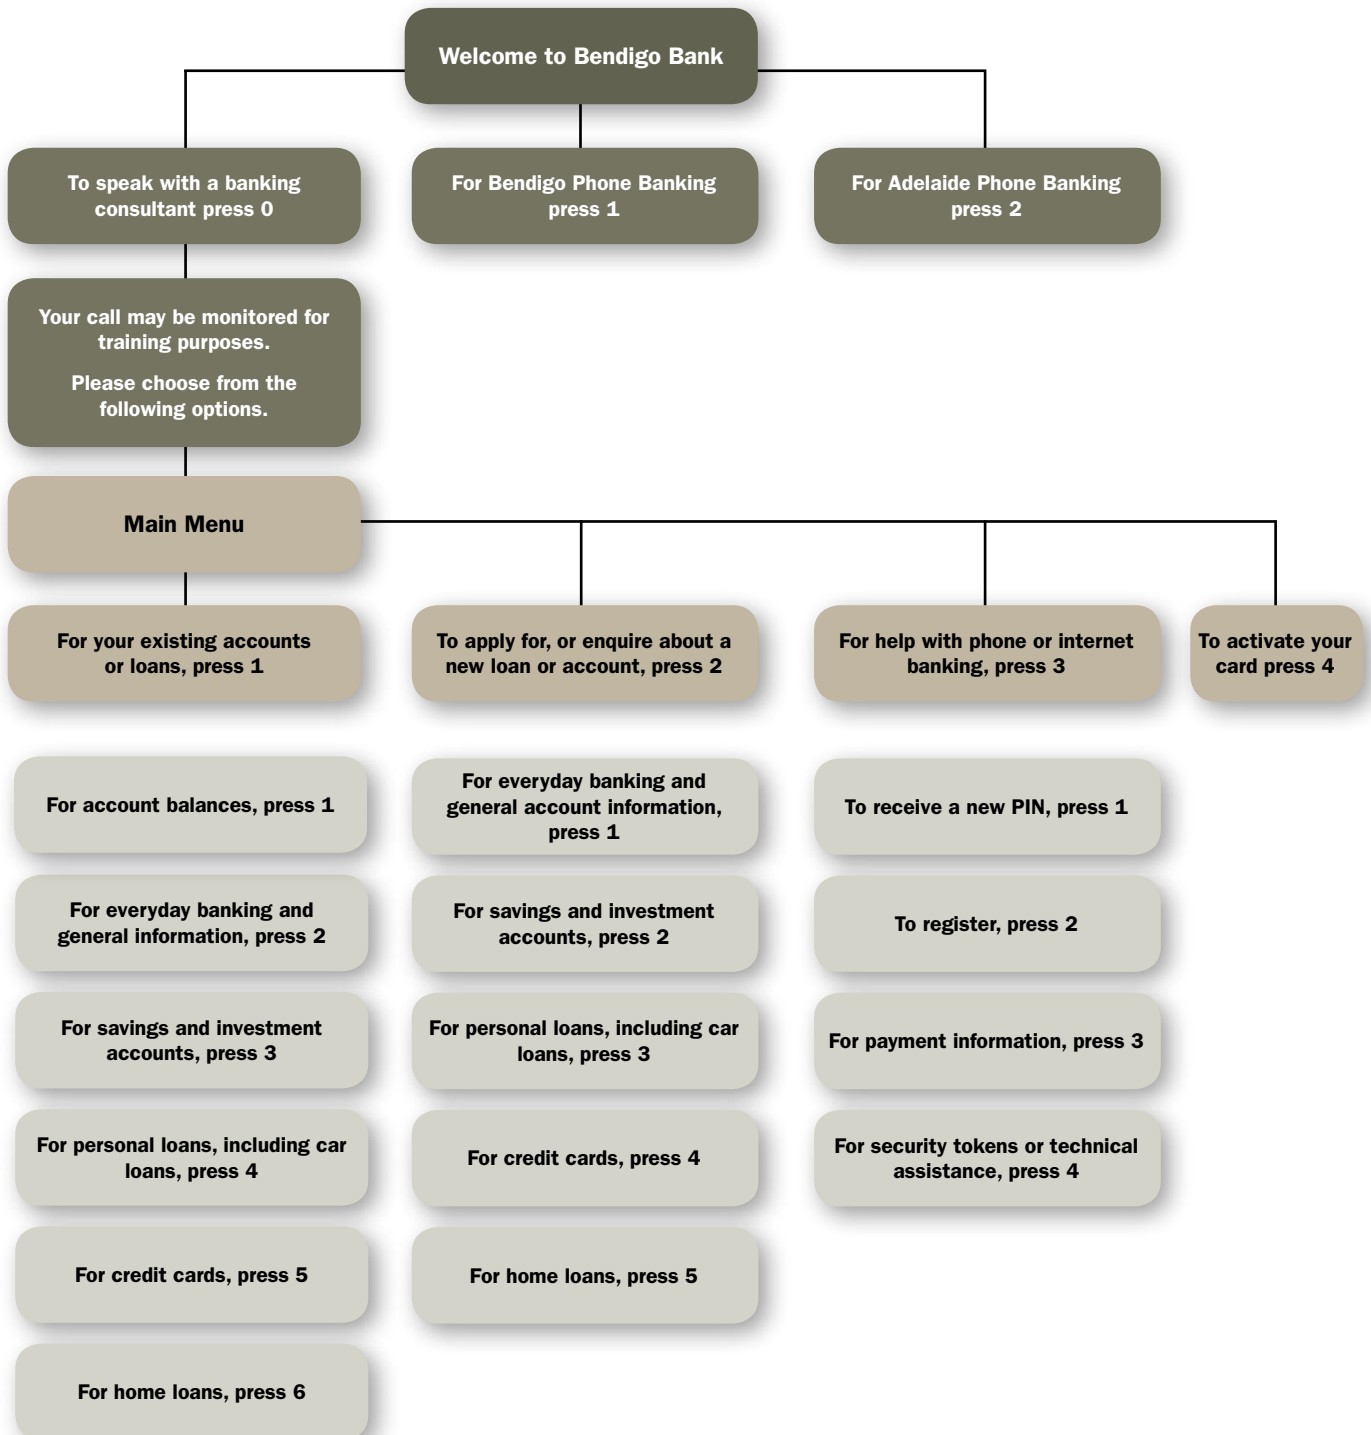 Welcome to Bendigo Bank
To speak with a banking
consultant press 0
For Bendigo Phone Banking
press 1
For Adelaide Phone Banking
press 2
Your call may be monitored for
training purposes.
Please choose from the
following options.
Main Menu
For your existing accounts
or loans, press 1
To apply for, or enquire about a
new loan or account, press 2
For help with phone or internet
banking, press 3
To activate your
card press 4
For account balances, press 1
For everyday banking and
general information, press 2
For savings and investment
accounts, press 3
For personal loans, including car
loans, press 4
For credit cards, press 5
For home loans, press 6
For everyday banking and
general account information,
press 1
For savings and investment
accounts, press 2
For personal loans, including car
loans, press 3
For credit cards, press 4
For home loans, press 5
To receive a new PIN, press 1
To register, press 2
For payment information, press 3
For security tokens or technical
assistance, press 4